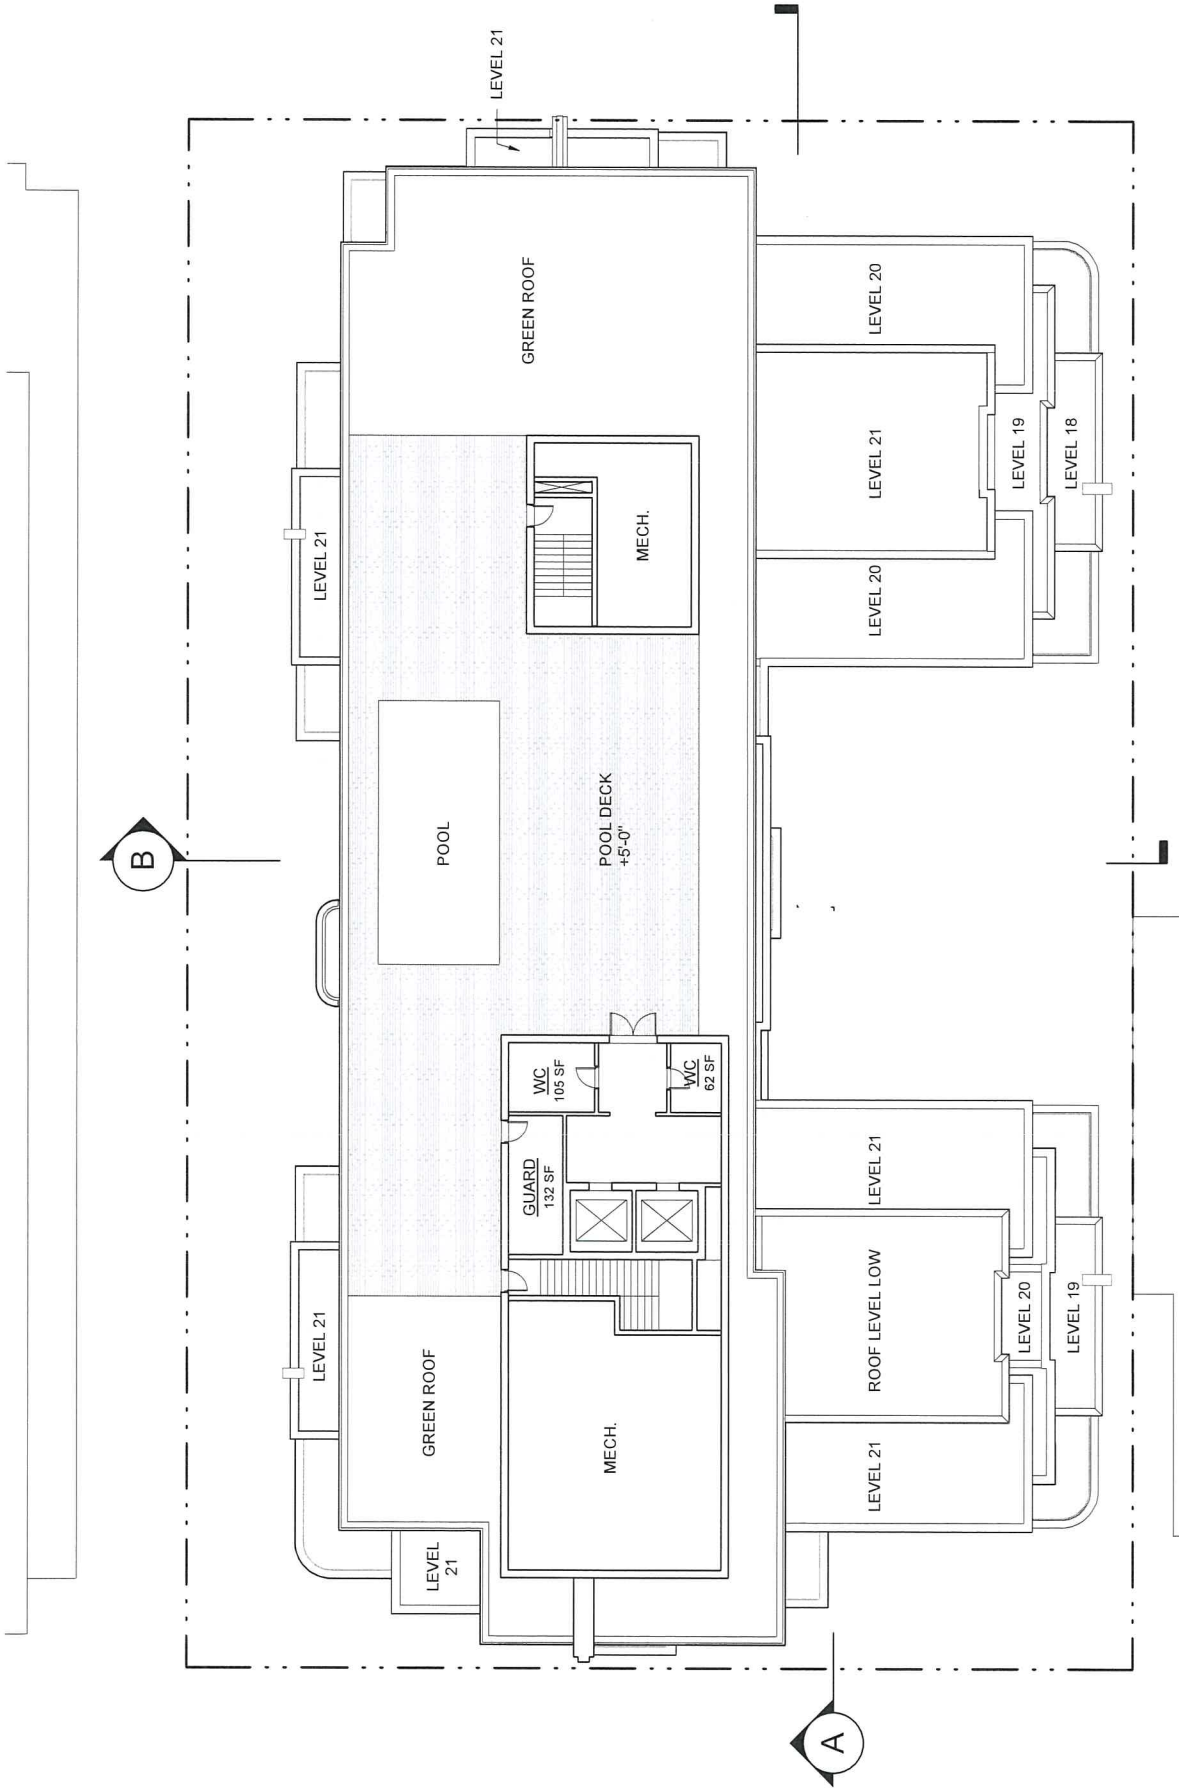 B
LEVEL 21
LEVEL 21
LEVEL
21
GREEN ROOF
POOL
LEVEL 21
GREEN ROOF
GUARD
132 SF
WC
105 SF
MECH.
POOL DECK
+5'-0"
MECH.
WC
62 SF
A
LEVEL 21
ROOF LEVEL LOW
LEVEL 21
LEVEL 20
LEVEL 21
LEVEL 20
LEVEL 20
LEVEL 19
LEVEL 19
LEVEL 18